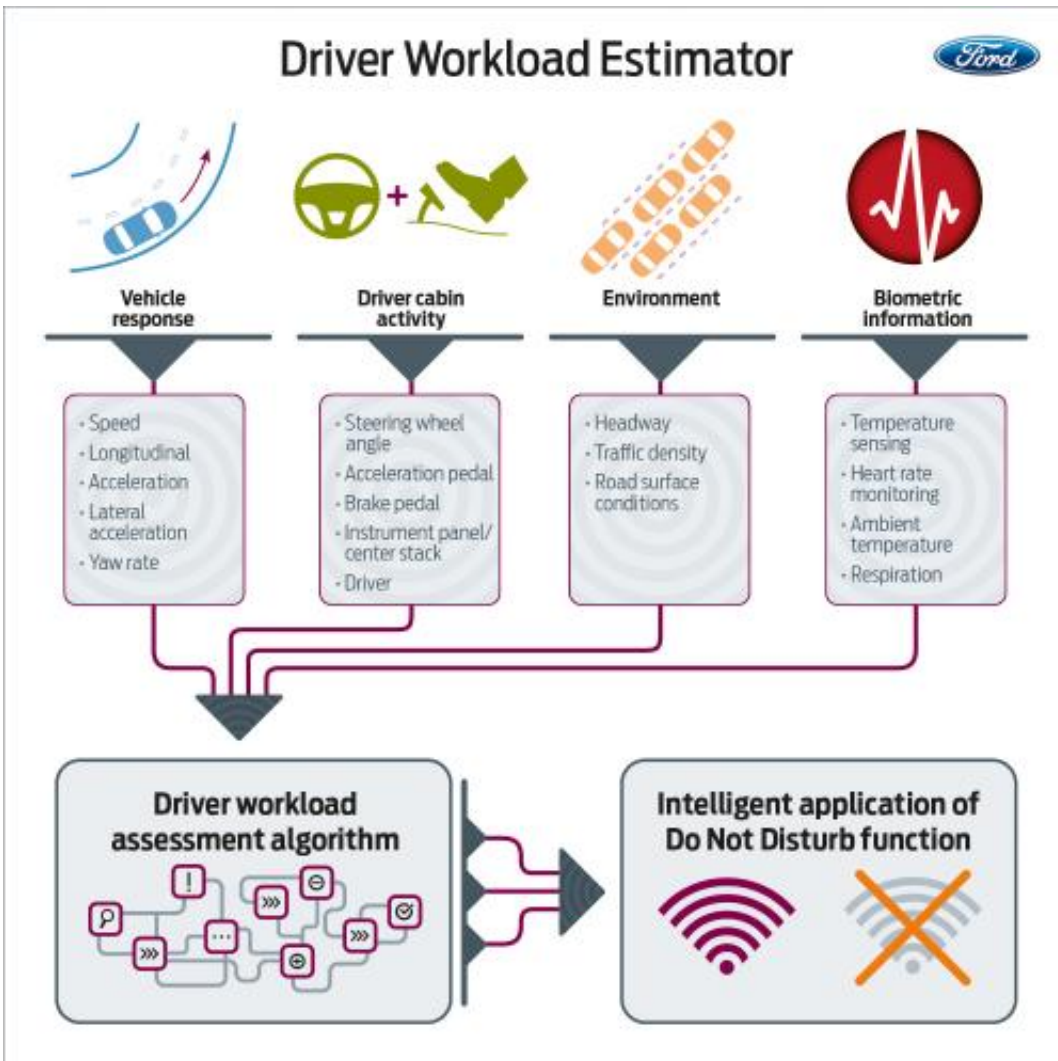 Driver Workload Estimator
Ford
Vehicle
response
Driver cabin
activity
Environment
Biometric
information
• Speed
• Longitudinal
• Acceleration
• Lateral
acceleration
• Yaw rate
• Steering wheel
angle
• Acceleration pedal
• Brake pedal
• Instrument panel/
center stack
• Driver
• Headway
• Traffic density
• Road surface
conditions
• Temperature
sensing
• Heart rate
monitoring
• Ambient
temperature
• Respiration
Driver workload
assessment algorithm
Intelligent application of
Do Not Disturb function